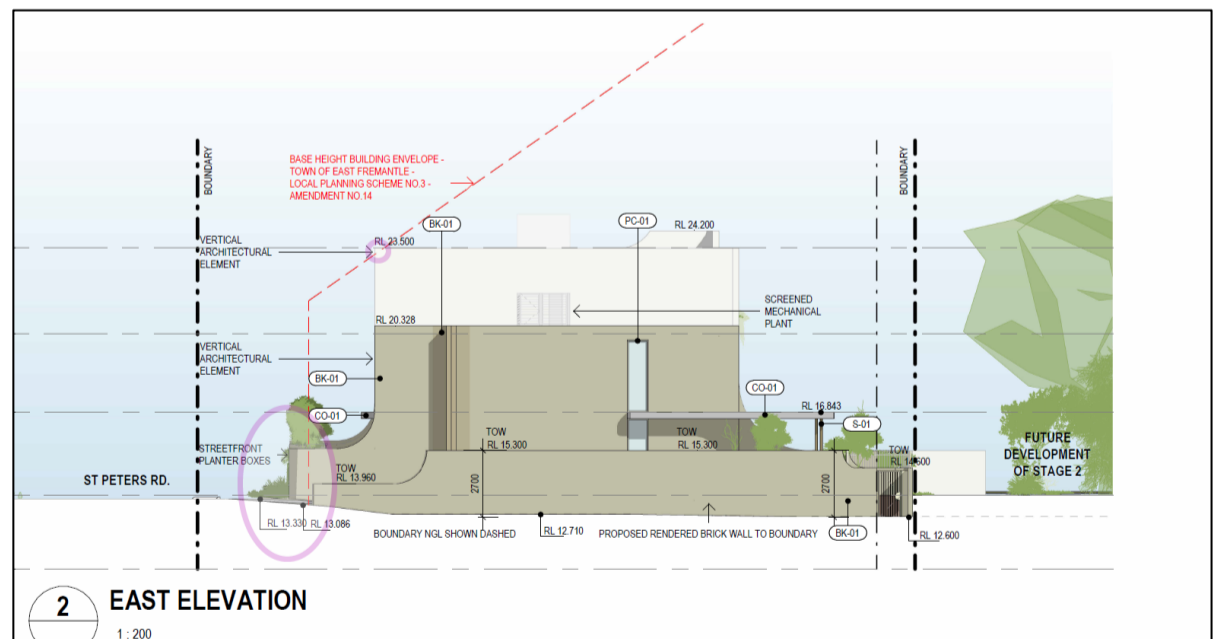 BOUNDARY
BASE HEIGHT BUILDING ENVELOPE -
TOWN OF EAST FREMANTLE -
LOCAL PLANNING SCHEME NO.3 -
AMENDMENT NO.14
BOUNDARY
BK-01
PC-01
RL 24.200
VERTICAL
ARCHITECTURAL
ELEMENT
RL 23.500
SCREENED
MECHANICAL
PLANT
RL 20.328
VERTICAL
ARCHITECTURAL
ELEMENT
BK-01
CO-01
CO-01
RL 16.843
S-01
STREETFRONT
PLANTER BOXES
TOW
RL 15.300
TOW
RL 15.300
TOW
RL 14.600
FUTURE
DEVELOPMENT
OF STAGE 2
ST PETERS RD.
TOW
RL 13.960
2700
2700
RL 13.330
RL 13.086
BOUNDARY NGL SHOWN DASHED
RL 12.710
PROPOSED RENDERED BRICK WALL TO BOUNDARY
BK-01
RL 12.600
2
EAST ELEVATION
1 : 200